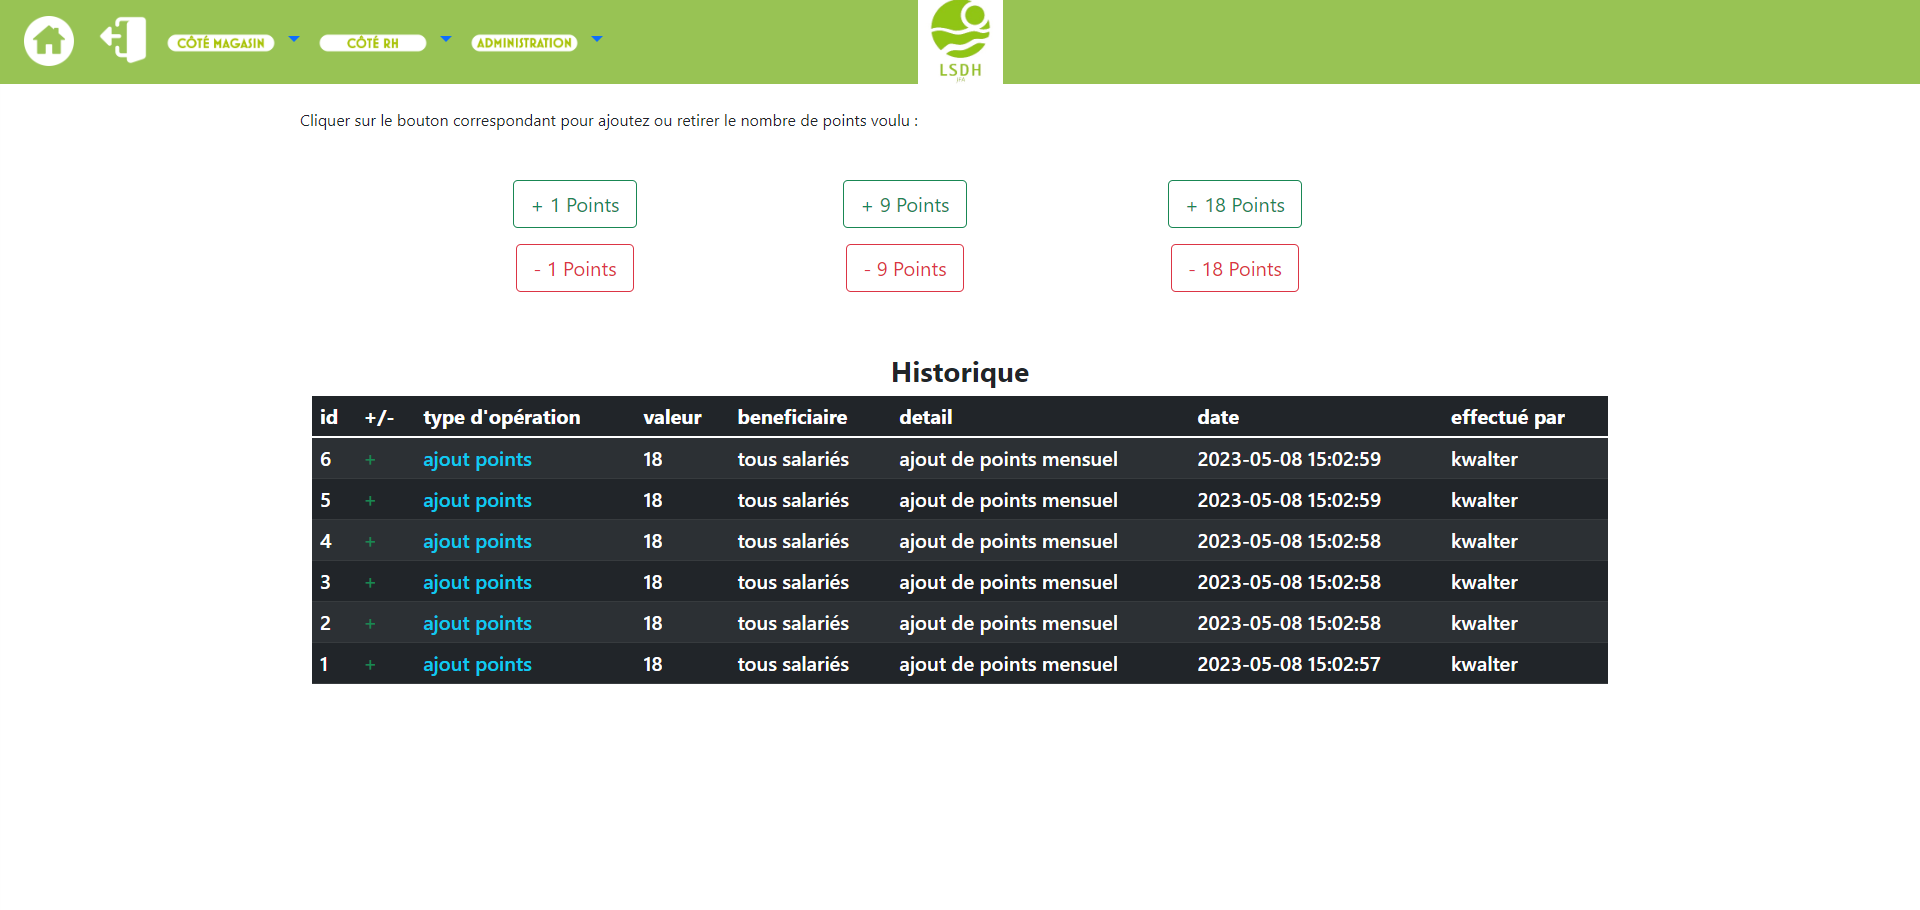 CÔTÉ MAGASIN CÔTÉ RH ADMINISTRATION
LSDH
JFA
Cliquer sur le bouton correspondant pour ajoutez ou retirer le nombre de points voulu :
+ 1 Points + 9 Points + 18 Points
- 1 Points - 9 Points - 18 Points
Historique
id +/- type d'opération valeur beneficiaire detail date effectué par
6 + ajout points 18 tous salariés ajout de points mensuel 2023-05-08 15:02:59 kwalter
5 + ajout points 18 tous salariés ajout de points mensuel 2023-05-08 15:02:59 kwalter
4 + ajout points 18 tous salariés ajout de points mensuel 2023-05-08 15:02:58 kwalter
3 + ajout points 18 tous salariés ajout de points mensuel 2023-05-08 15:02:58 kwalter
2 + ajout points 18 tous salariés ajout de points mensuel 2023-05-08 15:02:58 kwalter
1 + ajout points 18 tous salariés ajout de points mensuel 2023-05-08 15:02:57 kwalter